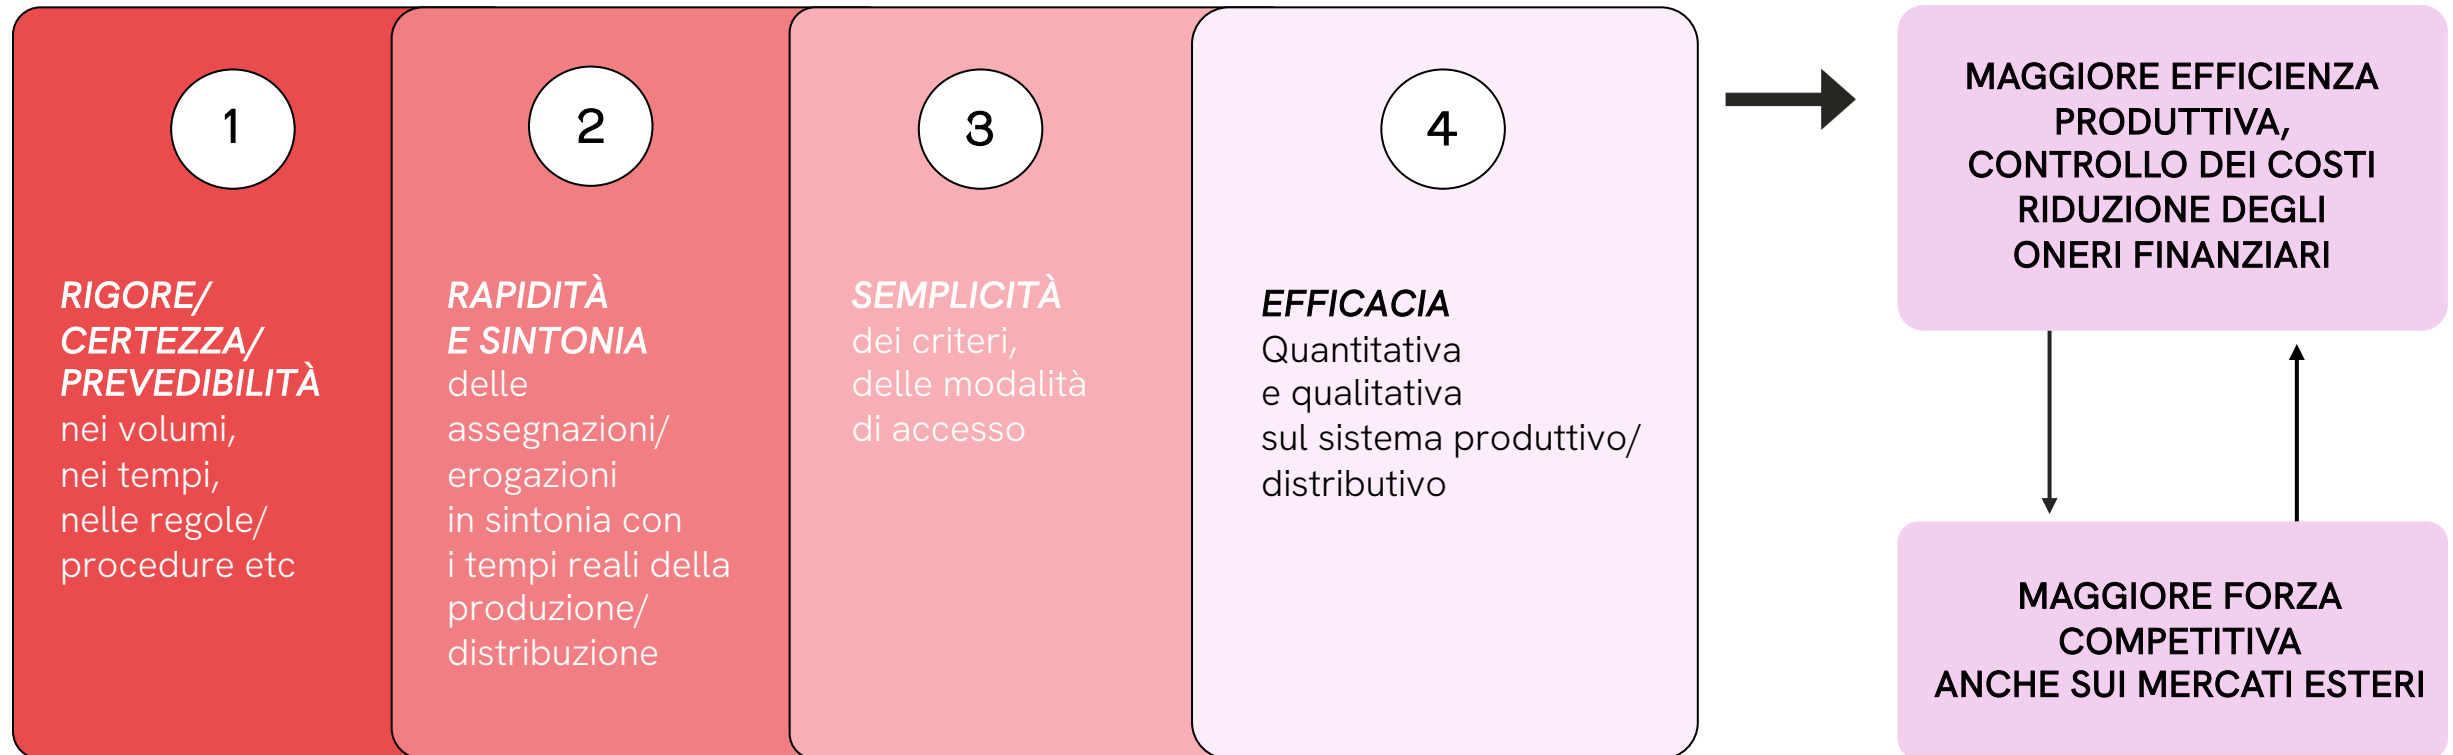 1
RIGORE/
CERTEZZA/
PREVEDIBILITÀ
nei volumi,
nei tempi,
nelle regole/
procedure etc
2
RAPIDITÀ
E SINTONIA
delle
assegnazioni/
erogazioni
in sintonia con
i tempi reali della
produzione/
distribuzione
3
SEMPLICITÀ
dei criteri,
delle modalità
di accesso
4
EFFICACIA
Quantitativa
e qualitativa
sul sistema produttivo/
distributivo
MAGGIORE EFFICIENZA
PRODUTTIVA,
CONTROLLO DEI COSTI
RIDUZIONE DEGLI
ONERI FINANZIARI
MAGGIORE FORZA
COMPETITIVA
ANCHE SUI MERCATI ESTERI